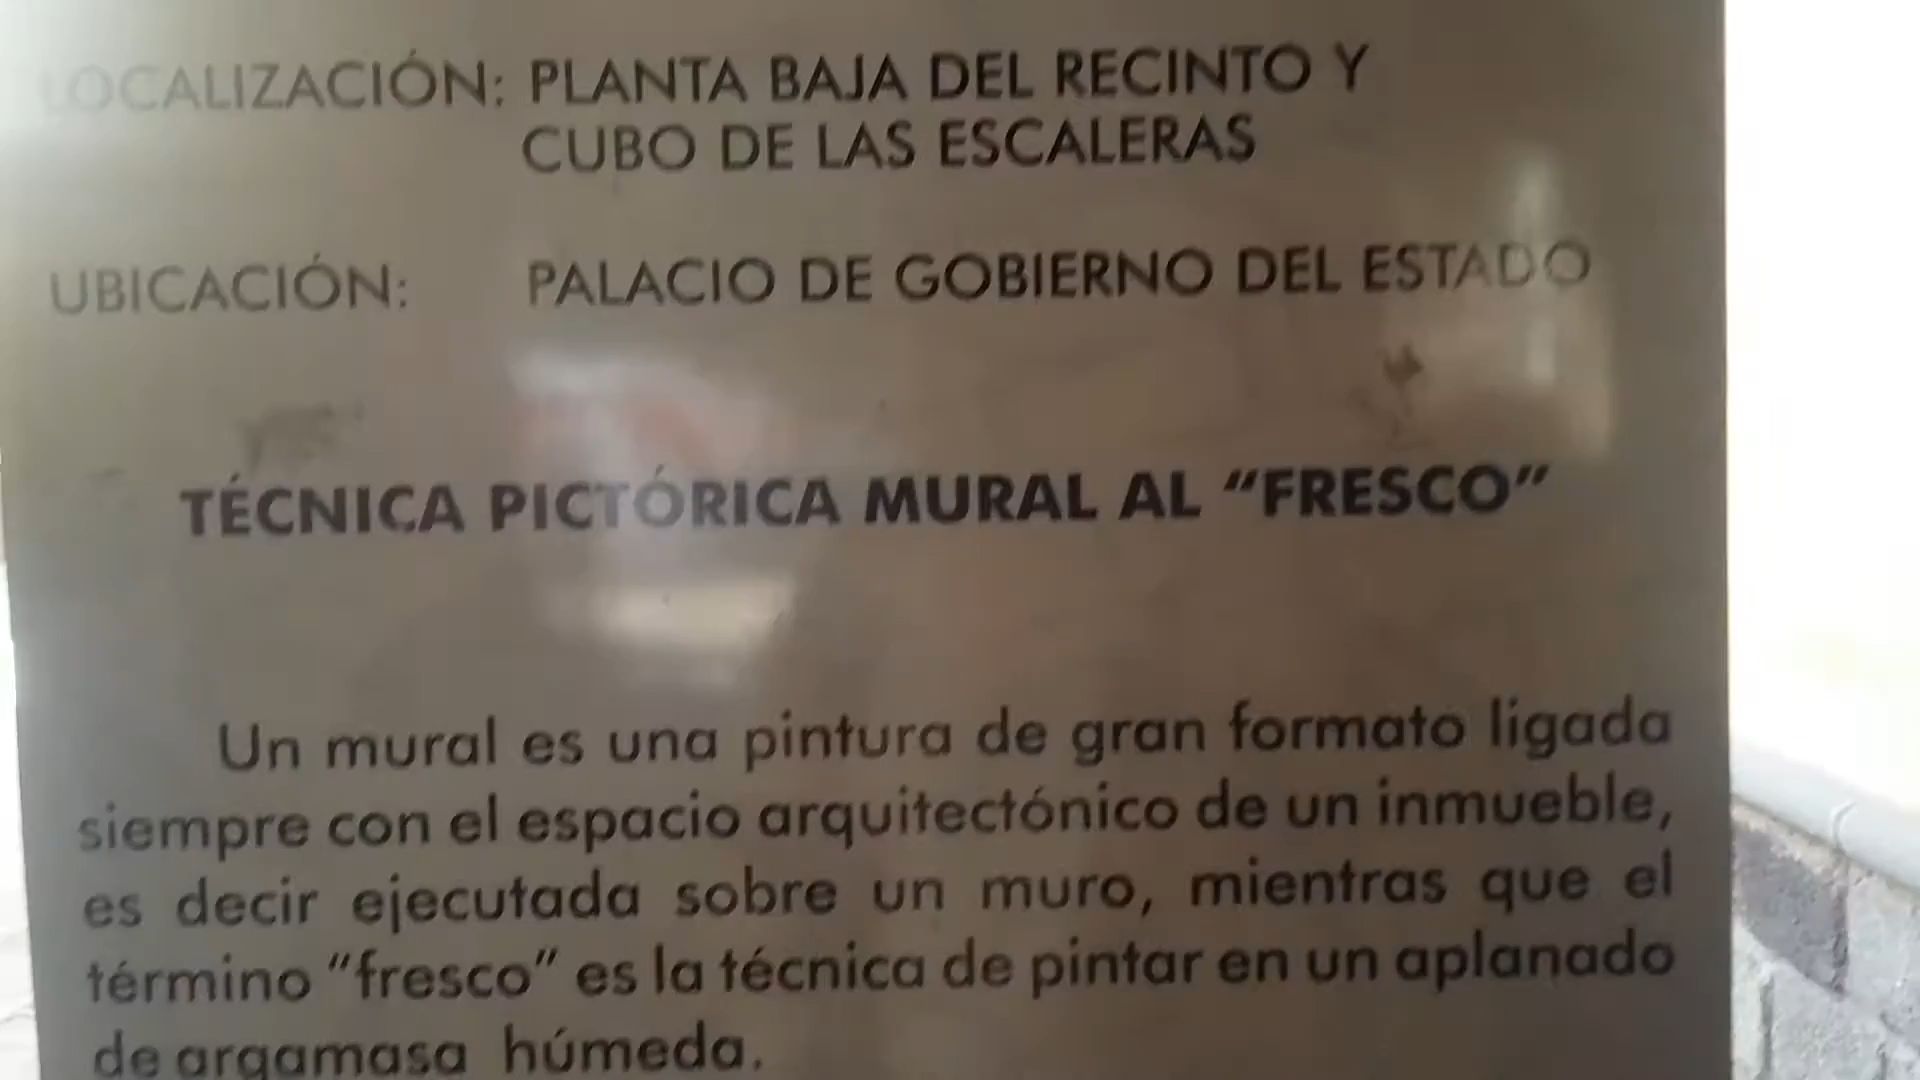 LOCALIZACIÓN: PLANTA BAJA DEL RECINTO Y
CUBO DE LAS ESCALERAS
UBICACIÓN: PALACIO DE GOBIERNO DEL ESTADO
TÉCNICA PICTÓRICA MURAL AL “FRESCO”
Un mural es una pintura de gran formato ligada
siempre con el espacio arquitectónico de un inmueble,
es decir ejecutada sobre un muro, mientras que el
término “fresco” es la técnica de pintar en un aplanado
de argamasa húmeda.